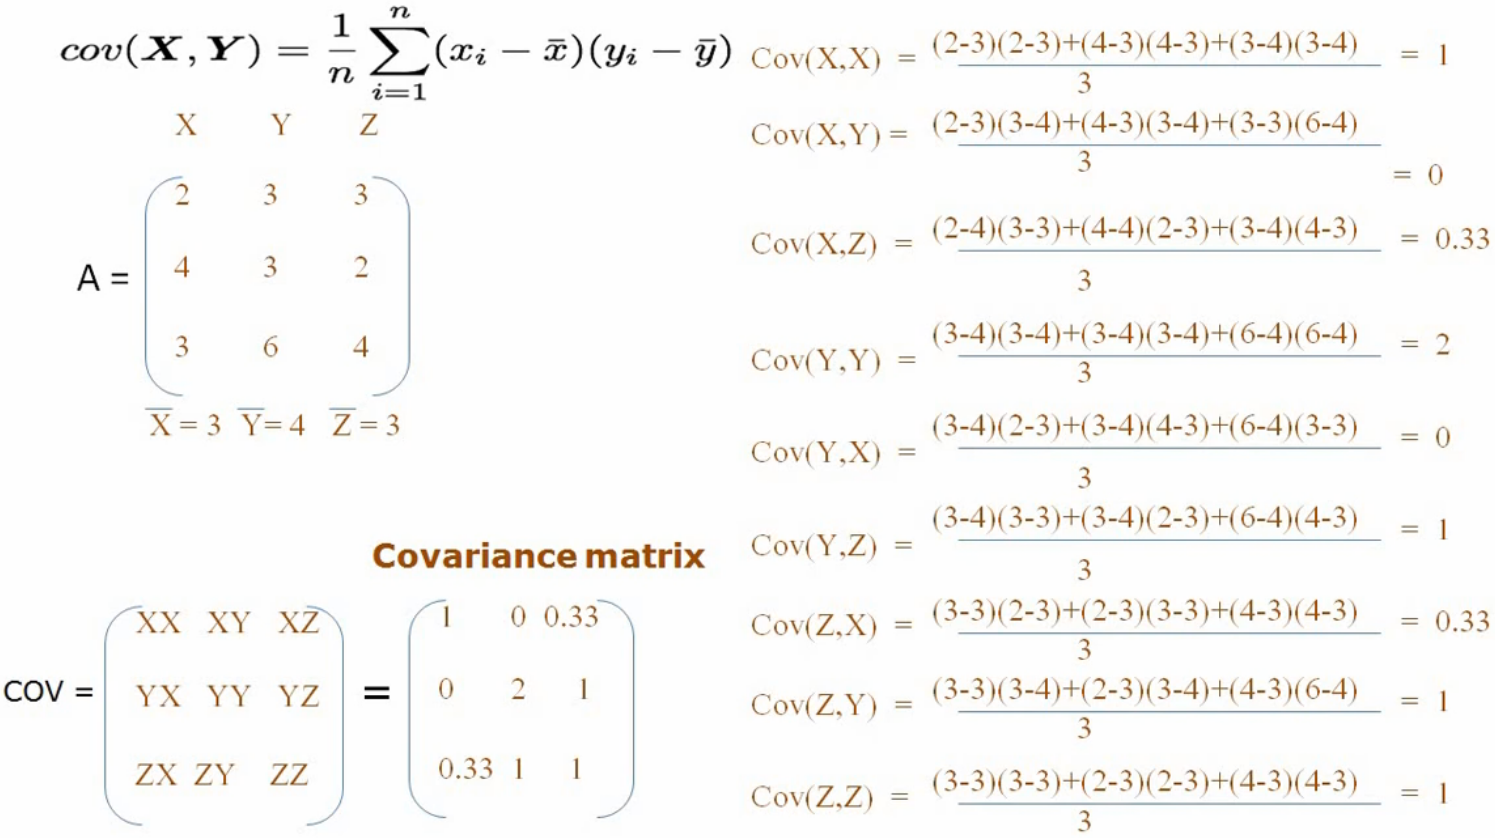 cov(X, Y) = 1/n ∑ i=1 n (xᵢ − x̄)(yᵢ − ȳ)
X Y Z
A =
2 3 3
4 3 2
3 6 4
X̅ = 3 Y̅= 4 Z̅ = 3
Covariance matrix
COV =
XX XY XZ
YX YY YZ
ZX ZY ZZ
=
1 0 0.33
0 2 1
0.33 1 1
Cov(X,X) = (2-3)(2-3)+(4-3)(4-3)+(3-4)(3-4) / 3 = 1
Cov(X,Y) = (2-3)(3-4)+(4-3)(3-4)+(3-3)(6-4) / 3 = 0
Cov(X,Z) = (2-4)(3-3)+(4-4)(2-3)+(3-4)(4-3) / 3 = 0.33
Cov(Y,Y) = (3-4)(3-4)+(3-4)(3-4)+(6-4)(6-4) / 3 = 2
Cov(Y,X) = (3-4)(2-3)+(3-4)(4-3)+(6-4)(3-3) / 3 = 0
Cov(Y,Z) = (3-4)(3-3)+(3-4)(2-3)+(6-4)(4-3) / 3 = 1
Cov(Z,X) = (3-3)(2-3)+(2-3)(3-3)+(4-3)(4-3) / 3 = 0.33
Cov(Z,Y) = (3-3)(3-4)+(2-3)(3-4)+(4-3)(6-4) / 3 = 1
Cov(Z,Z) = (3-3)(3-3)+(2-3)(2-3)+(4-3)(4-3) / 3 = 1